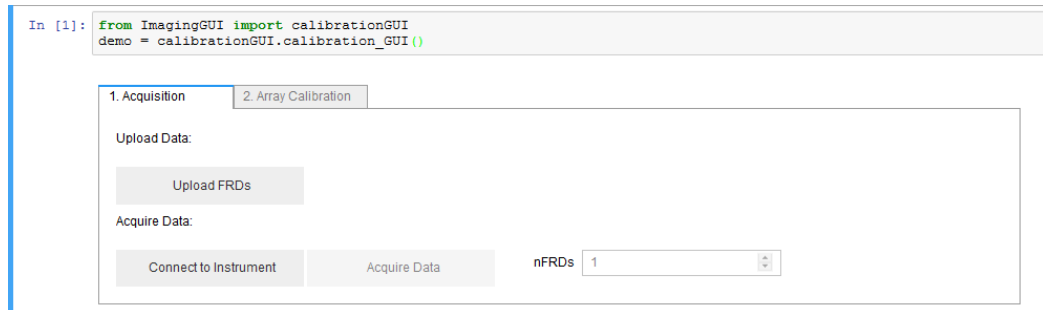 In [1]: from ImagingGUI import calibrationGUI
demo = calibrationGUI.calibration_GUI()
1. Acquisition 2. Array Calibration
Upload Data:
Upload FRDs
Acquire Data:
Connect to Instrument Acquire Data nFRDs 1